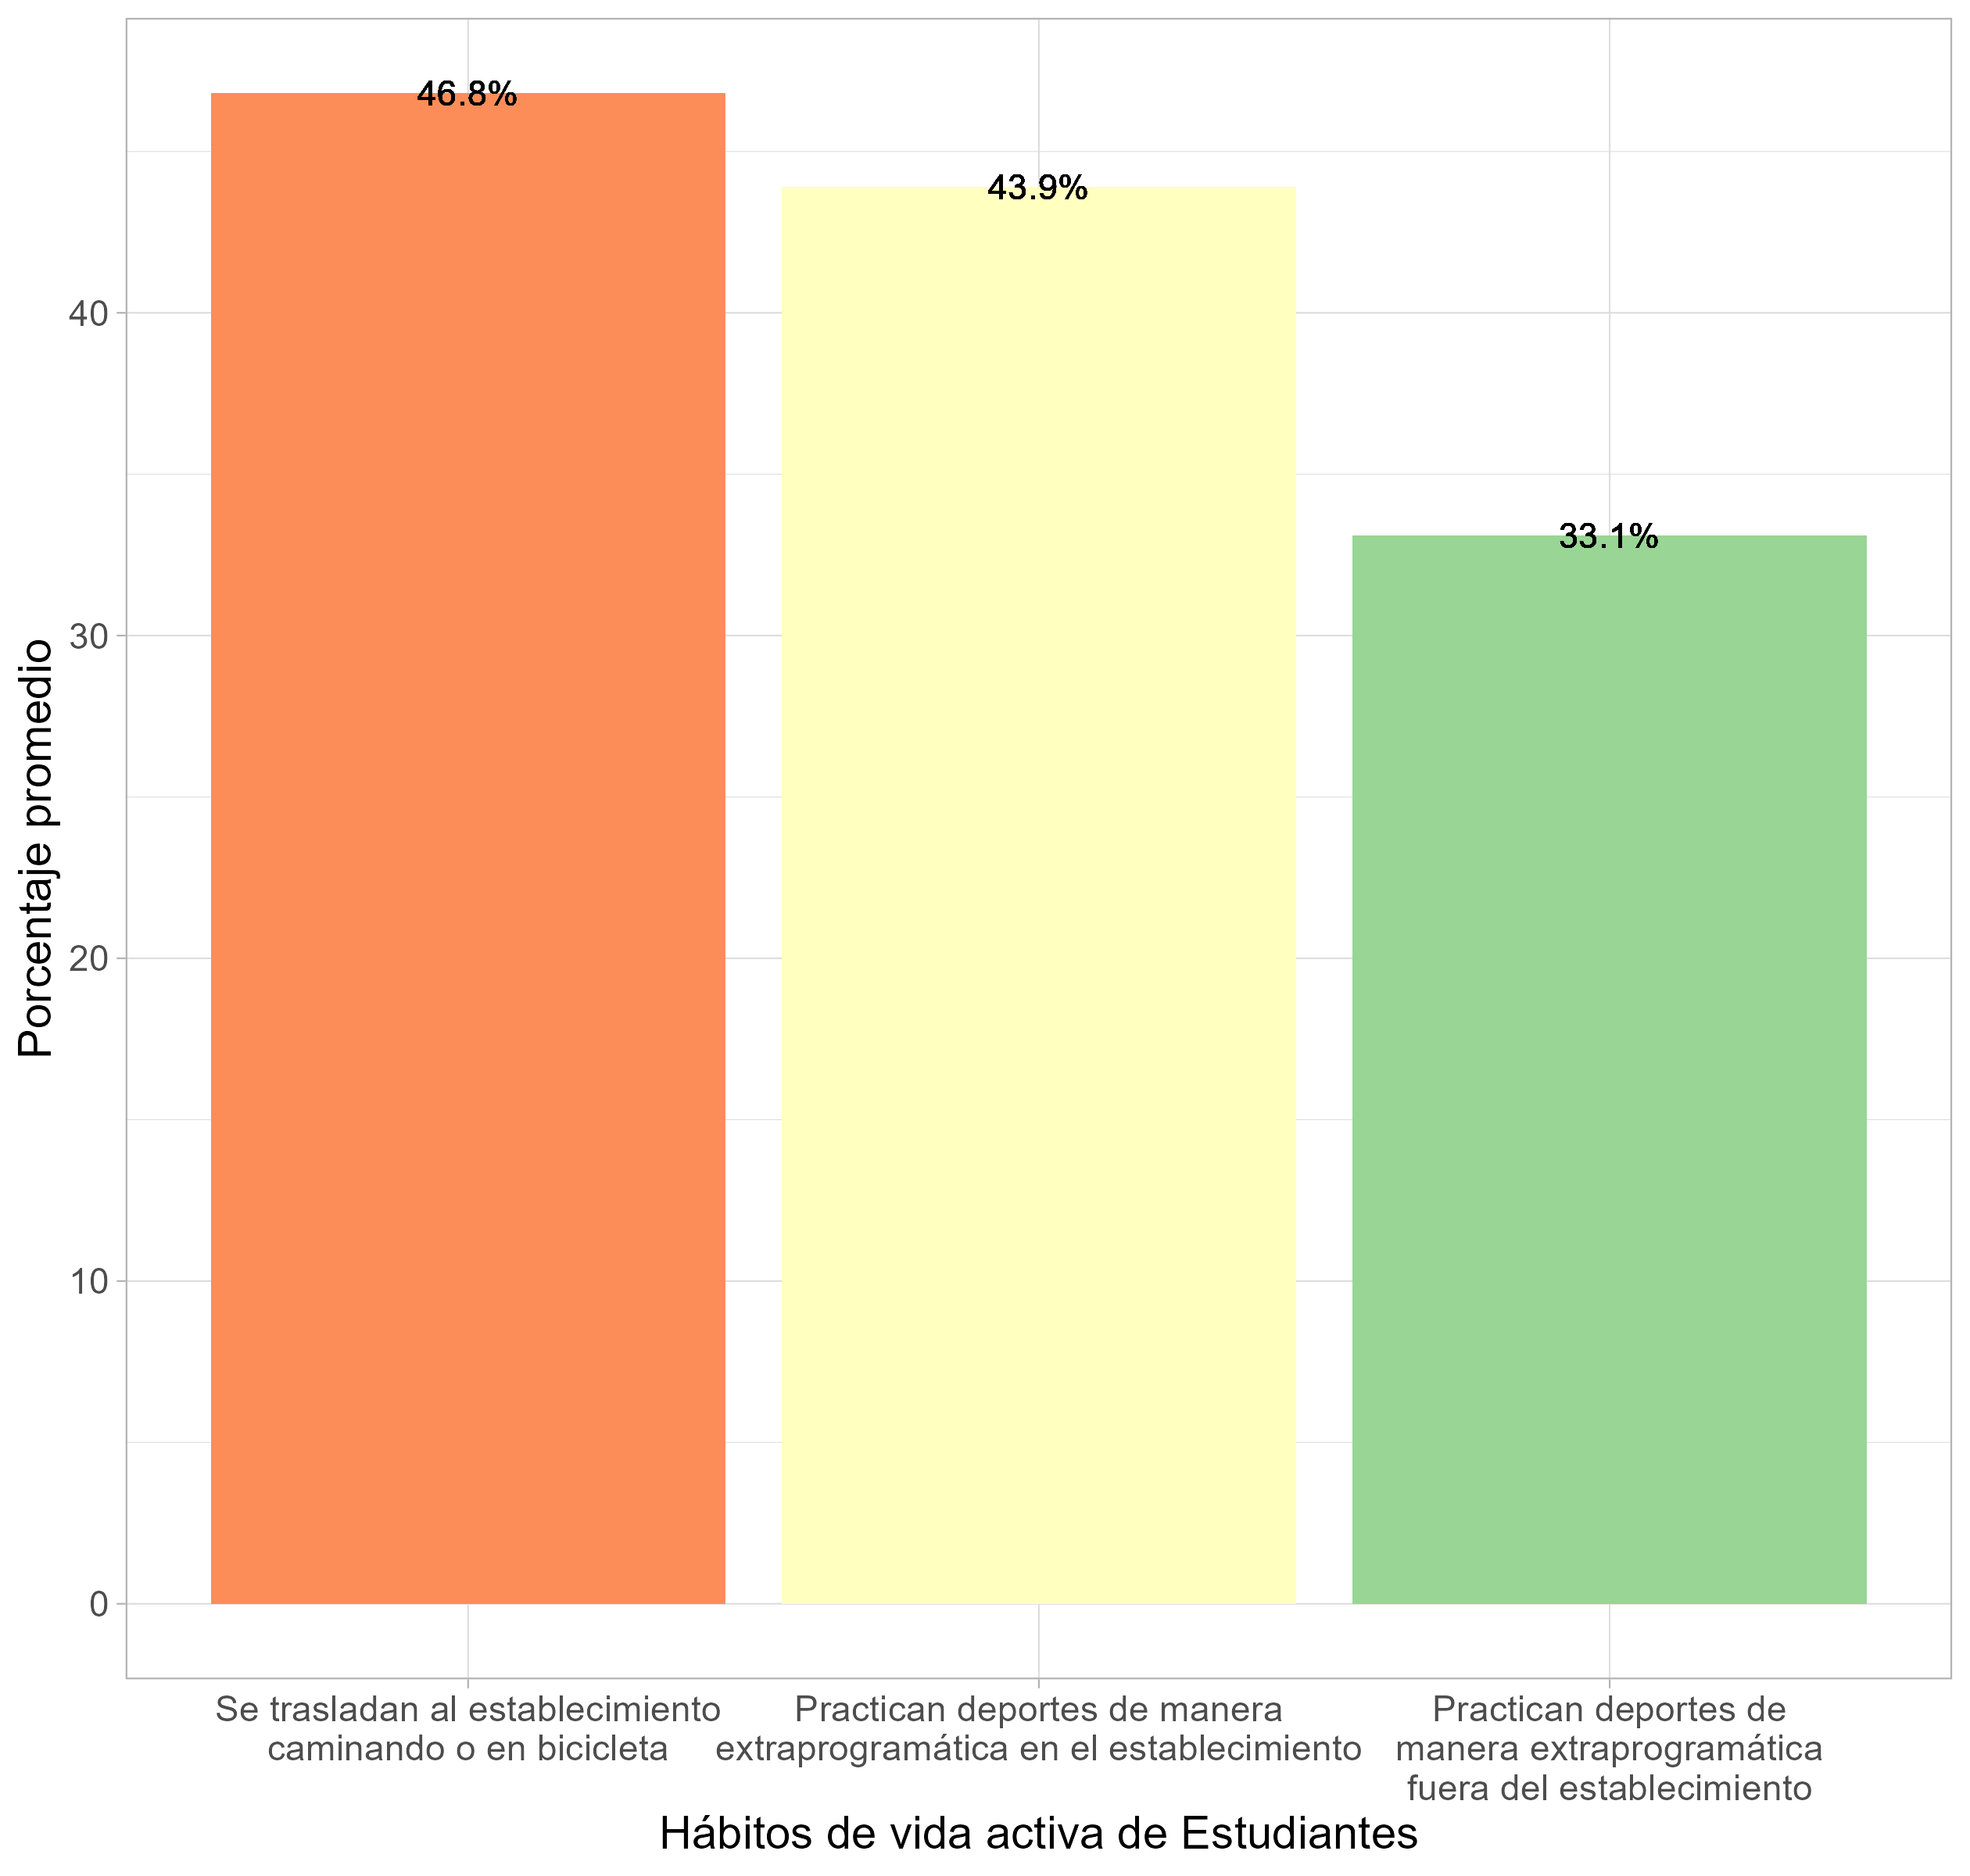 46.8%
43.9%
33.1%
40
30
20
10
0
Porcentaje promedio
Se trasladan al establecimiento
caminando o en bicicleta
Practican deportes de manera
extraprogramática en el establecimiento
Practican deportes de
manera extraprogramática
fuera del establecimiento
Hábitos de vida activa de Estudiantes